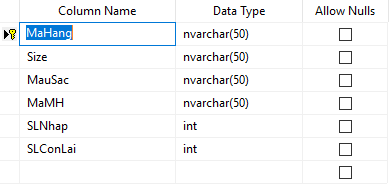 Column Name Data Type Allow Nulls
MaHang nvarchar(50)
Size nvarchar(50)
MauSac nvarchar(50)
MaMH nvarchar(50)
SLNhap int
SLConLai int